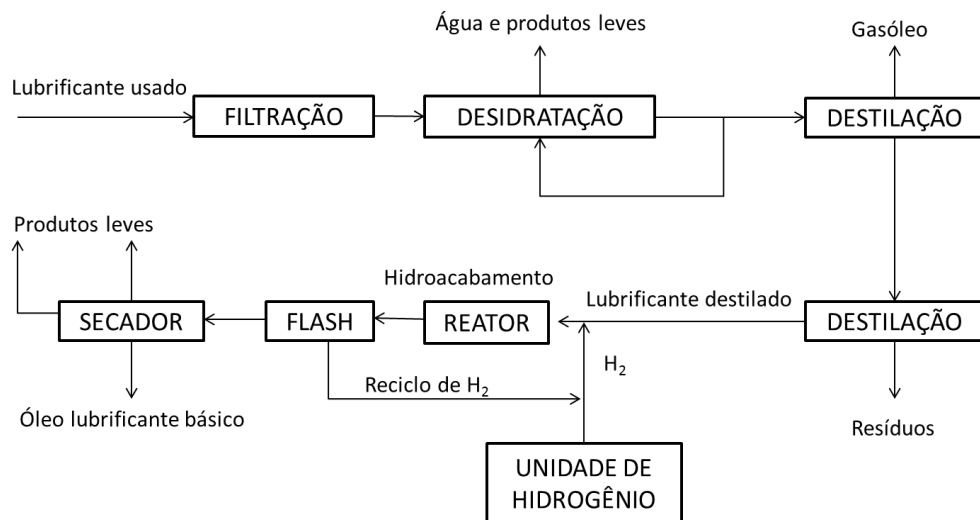 Água e produtos leves
Gasóleo
Lubrificante usado
FILTRAÇÃO
DESIDRATAÇÃO
DESTILAÇÃO
Produtos leves
Hidroacabamento
Lubrificante destilado
SECADOR
FLASH
REATOR
DESTILAÇÃO
H₂
Reciclo de H₂
Óleo lubrificante básico
Resíduos
UNIDADE DE
HIDROGÊNIO